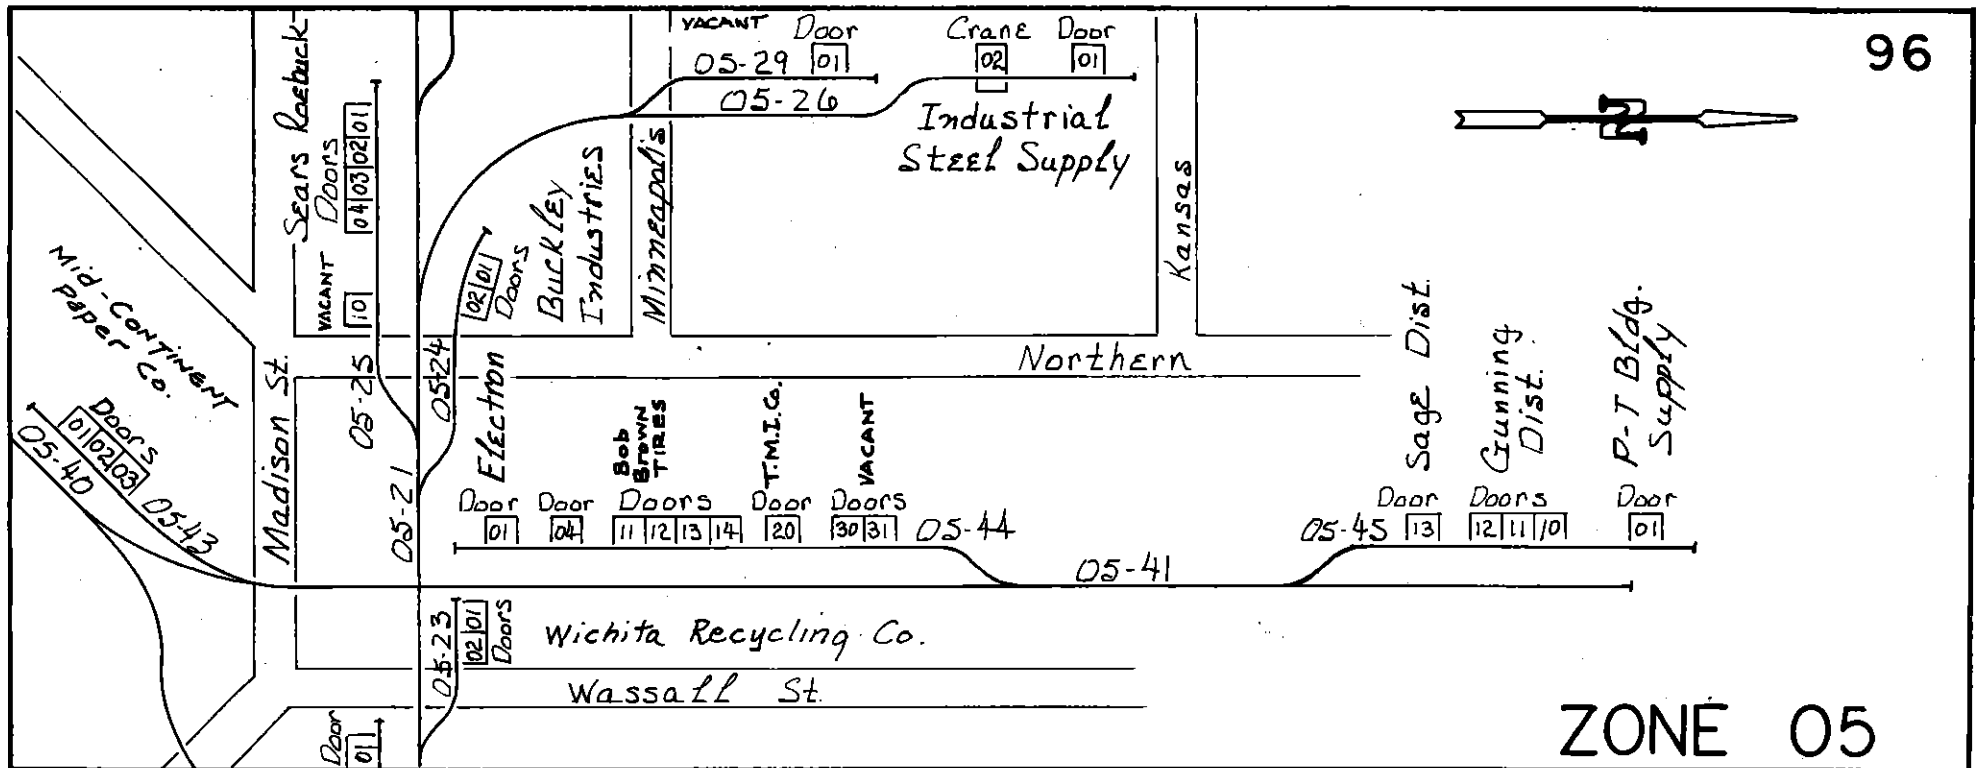 96
N
Sears Roebuck
Doors
04 03 02 01
VACANT
10
05-25
VACANT
Door
05-29 01
05-26
Crane Door
02 01
Industrial
Steel Supply
Buckley
Industries
02 01
Doors
05-24
Minneapolis
Kansas
Northern
Mid-Continent
Paper Co.
Doors
01 02 03
05-40
05-43
Madison St.
05-21
Electron
Door
01
Door
04
Bob
Brown
TIRES
Doors
11 12 13 14
T.M.I. Co.
Door
20
VACANT
Doors
30 31
05-44
05-41
05-45
Sage Dist.
Door
13
Gunning
Dist.
Doors
12 11 10
P-T Bldg.
Supply
Door
01
05-23
02 01
Doors
Wichita Recycling Co.
Wassall St.
Door
01
ZONE 05